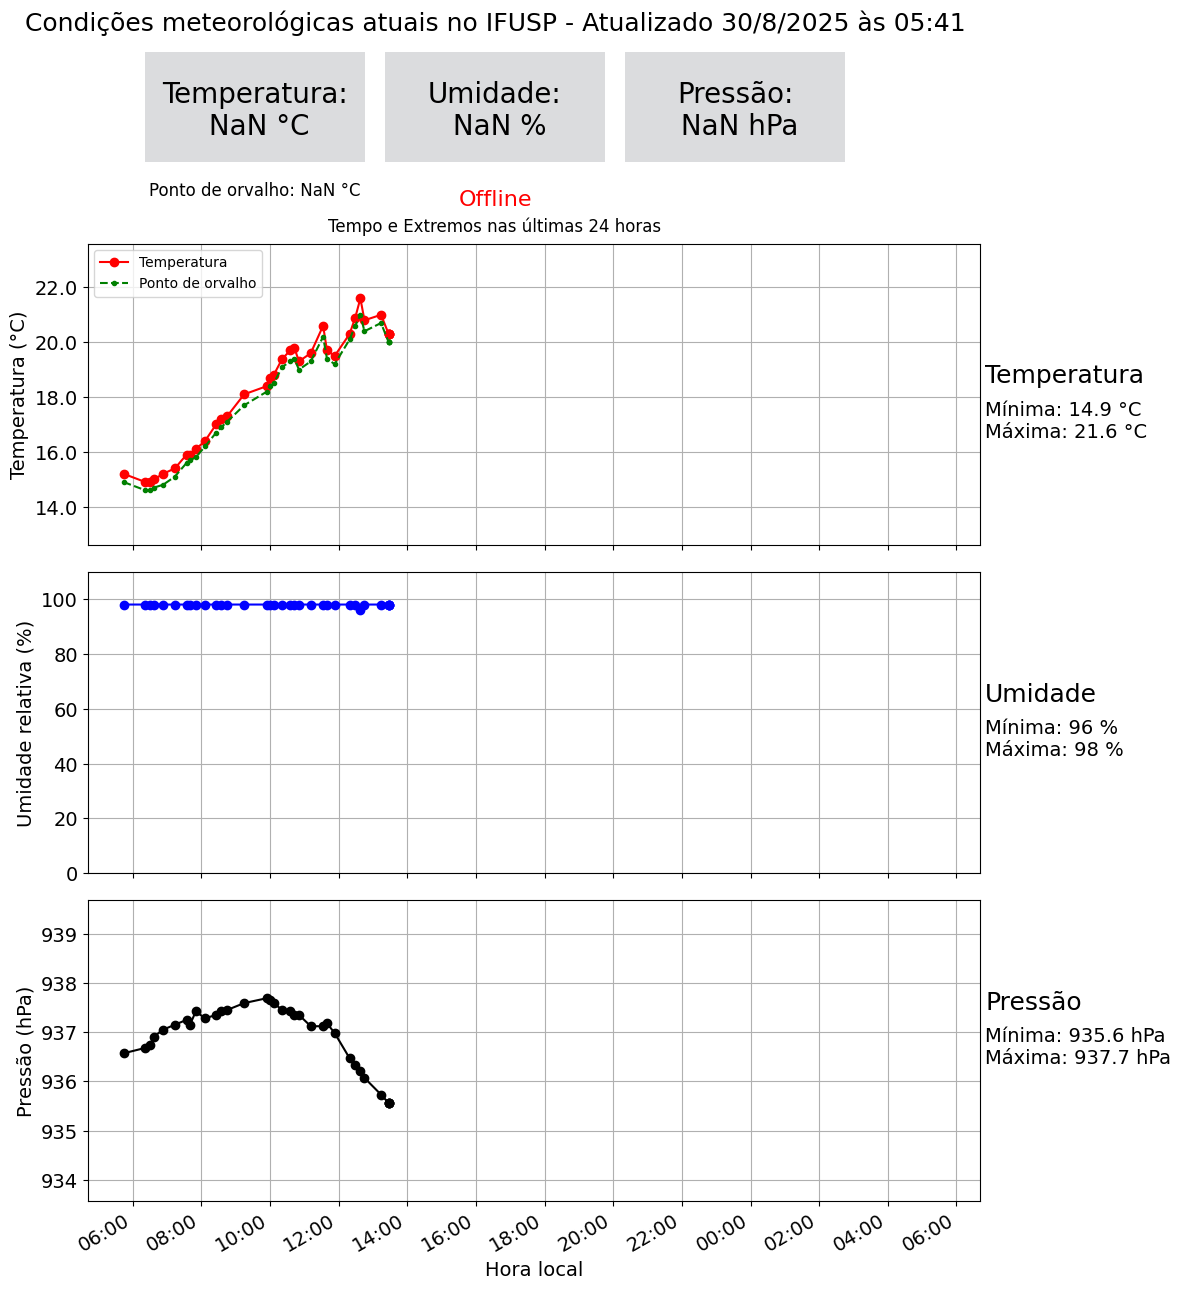 Condições meteorológicas atuais no IFUSP - Atualizado 30/8/2025 às 05:41
Temperatura:
NaN °C
Umidade:
NaN %
Pressão:
NaN hPa
Ponto de orvalho: NaN °C
Offline
Tempo e Extremos nas últimas 24 horas
Temperatura
Ponto de orvalho
Temperatura (°C)
22.0
20.0
18.0
16.0
14.0
Temperatura
Mínima: 14.9 °C
Máxima: 21.6 °C
Umidade relativa (%)
100
80
60
40
20
0
Umidade
Mínima: 96 %
Máxima: 98 %
Pressão (hPa)
939
938
937
936
935
934
Pressão
Mínima: 935.6 hPa
Máxima: 937.7 hPa
06:00 08:00 10:00 12:00 14:00 16:00 18:00 20:00 22:00 00:00 02:00 04:00 06:00
Hora local